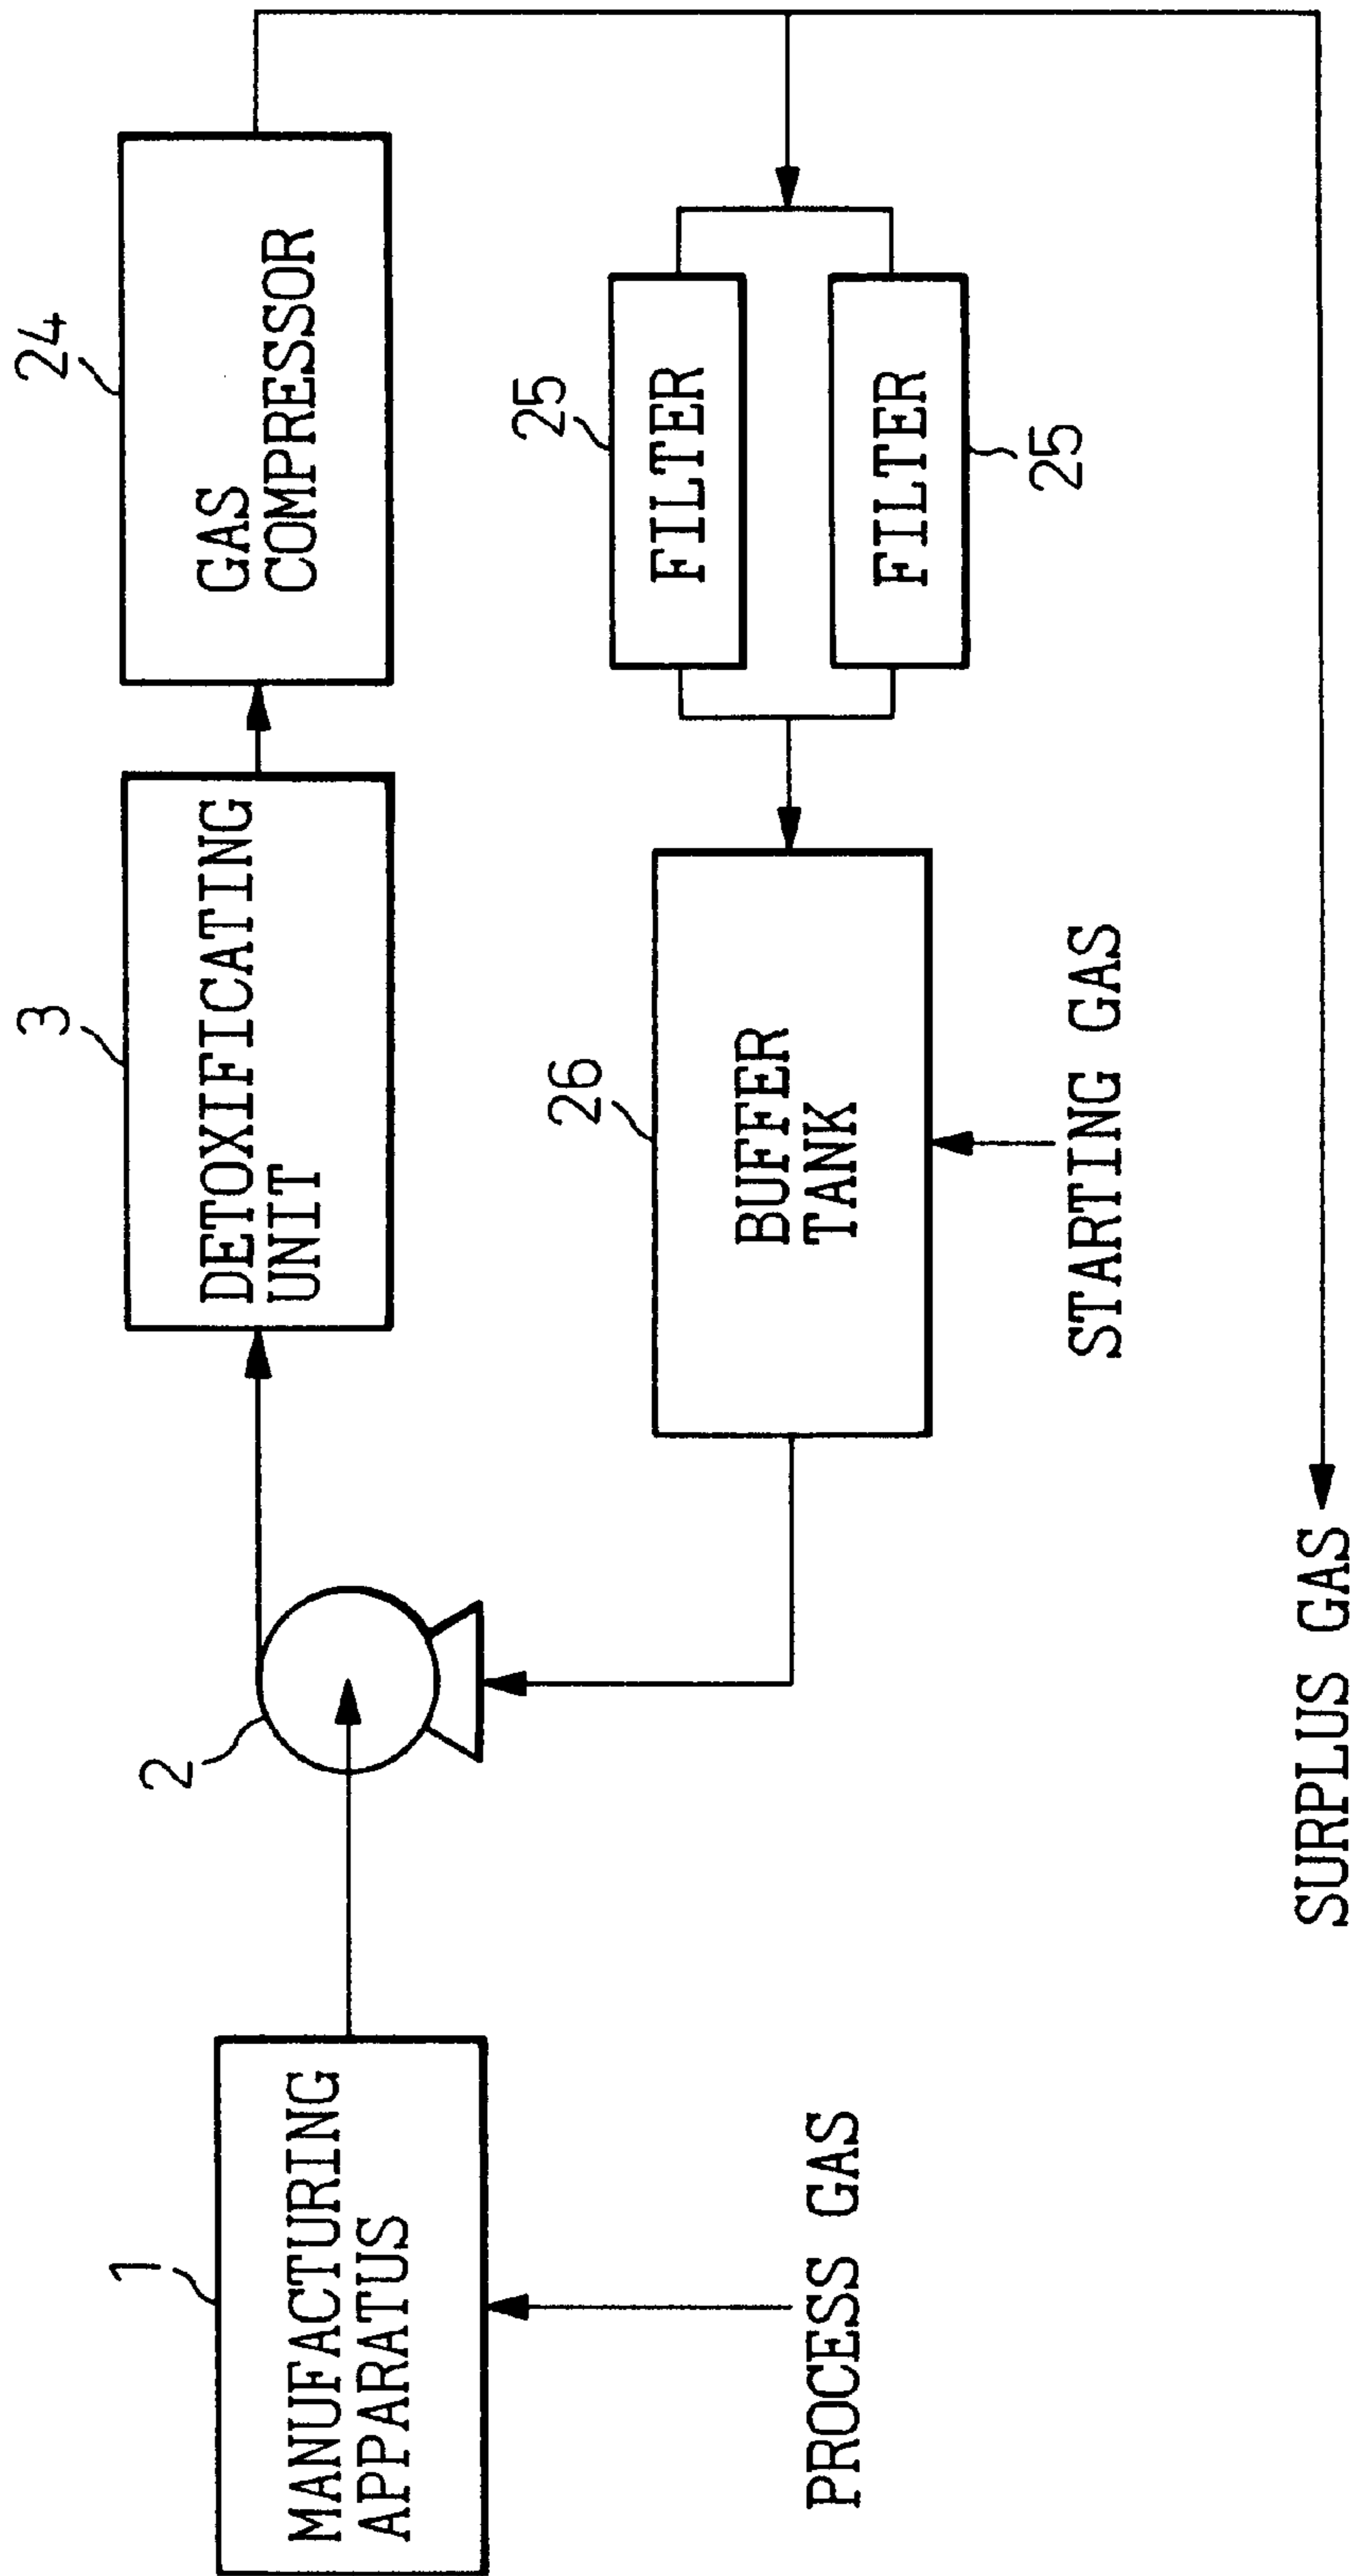 1
MANUFACTURING
APPARATUS
PROCESS GAS
2
3
DETOXIFICATING
UNIT
24
GAS
COMPRESSOR
25
FILTER
FILTER
25
26
BUFFER
TANK
STARTING GAS
SURPLUS GAS